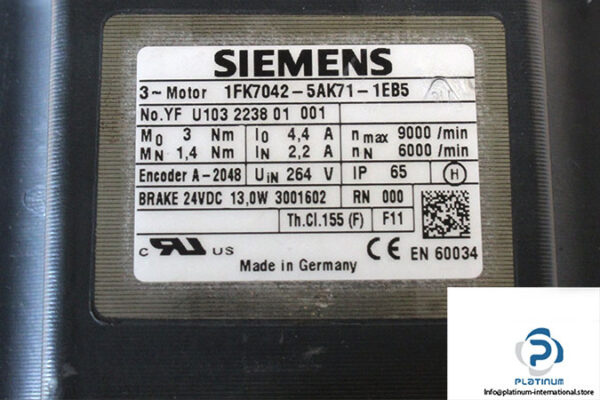 SIEMENS
3~ Motor 1FK7042-5AK71-1EB5
No.YF U103 2238 01 001
M0 3 Nm I0 4,4 A nmax 9000 /min
MN 1,4 Nm IN 2,2 A nN 6000 /min
Encoder A-2048 UIN 264 V IP 65 H
BRAKE 24VDC 13,0W 3001602 RN 000
Th.Cl.155 (F) F11
c RU US CE EN 60034
Made in Germany
PLATINUM
Info@platinum-international.store